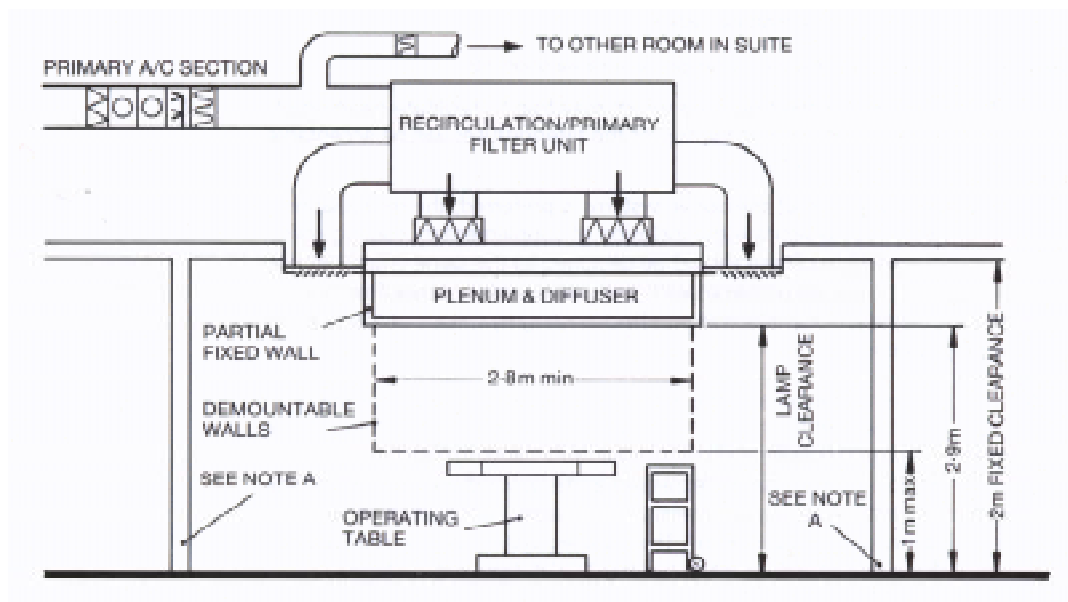 TO OTHER ROOM IN SUITE
PRIMARY A/C SECTION
RECIRCULATION/PRIMARY
FILTER UNIT
PLENUM & DIFFUSER
PARTIAL
FIXED WALL
2·8m min
LAMP
CLEARANCE
DEMOUNTABLE
WALLS
SEE NOTE A
OPERATING
TABLE
SEE NOTE
A
1m max
2·9m
2m FIXED CLEARANCE